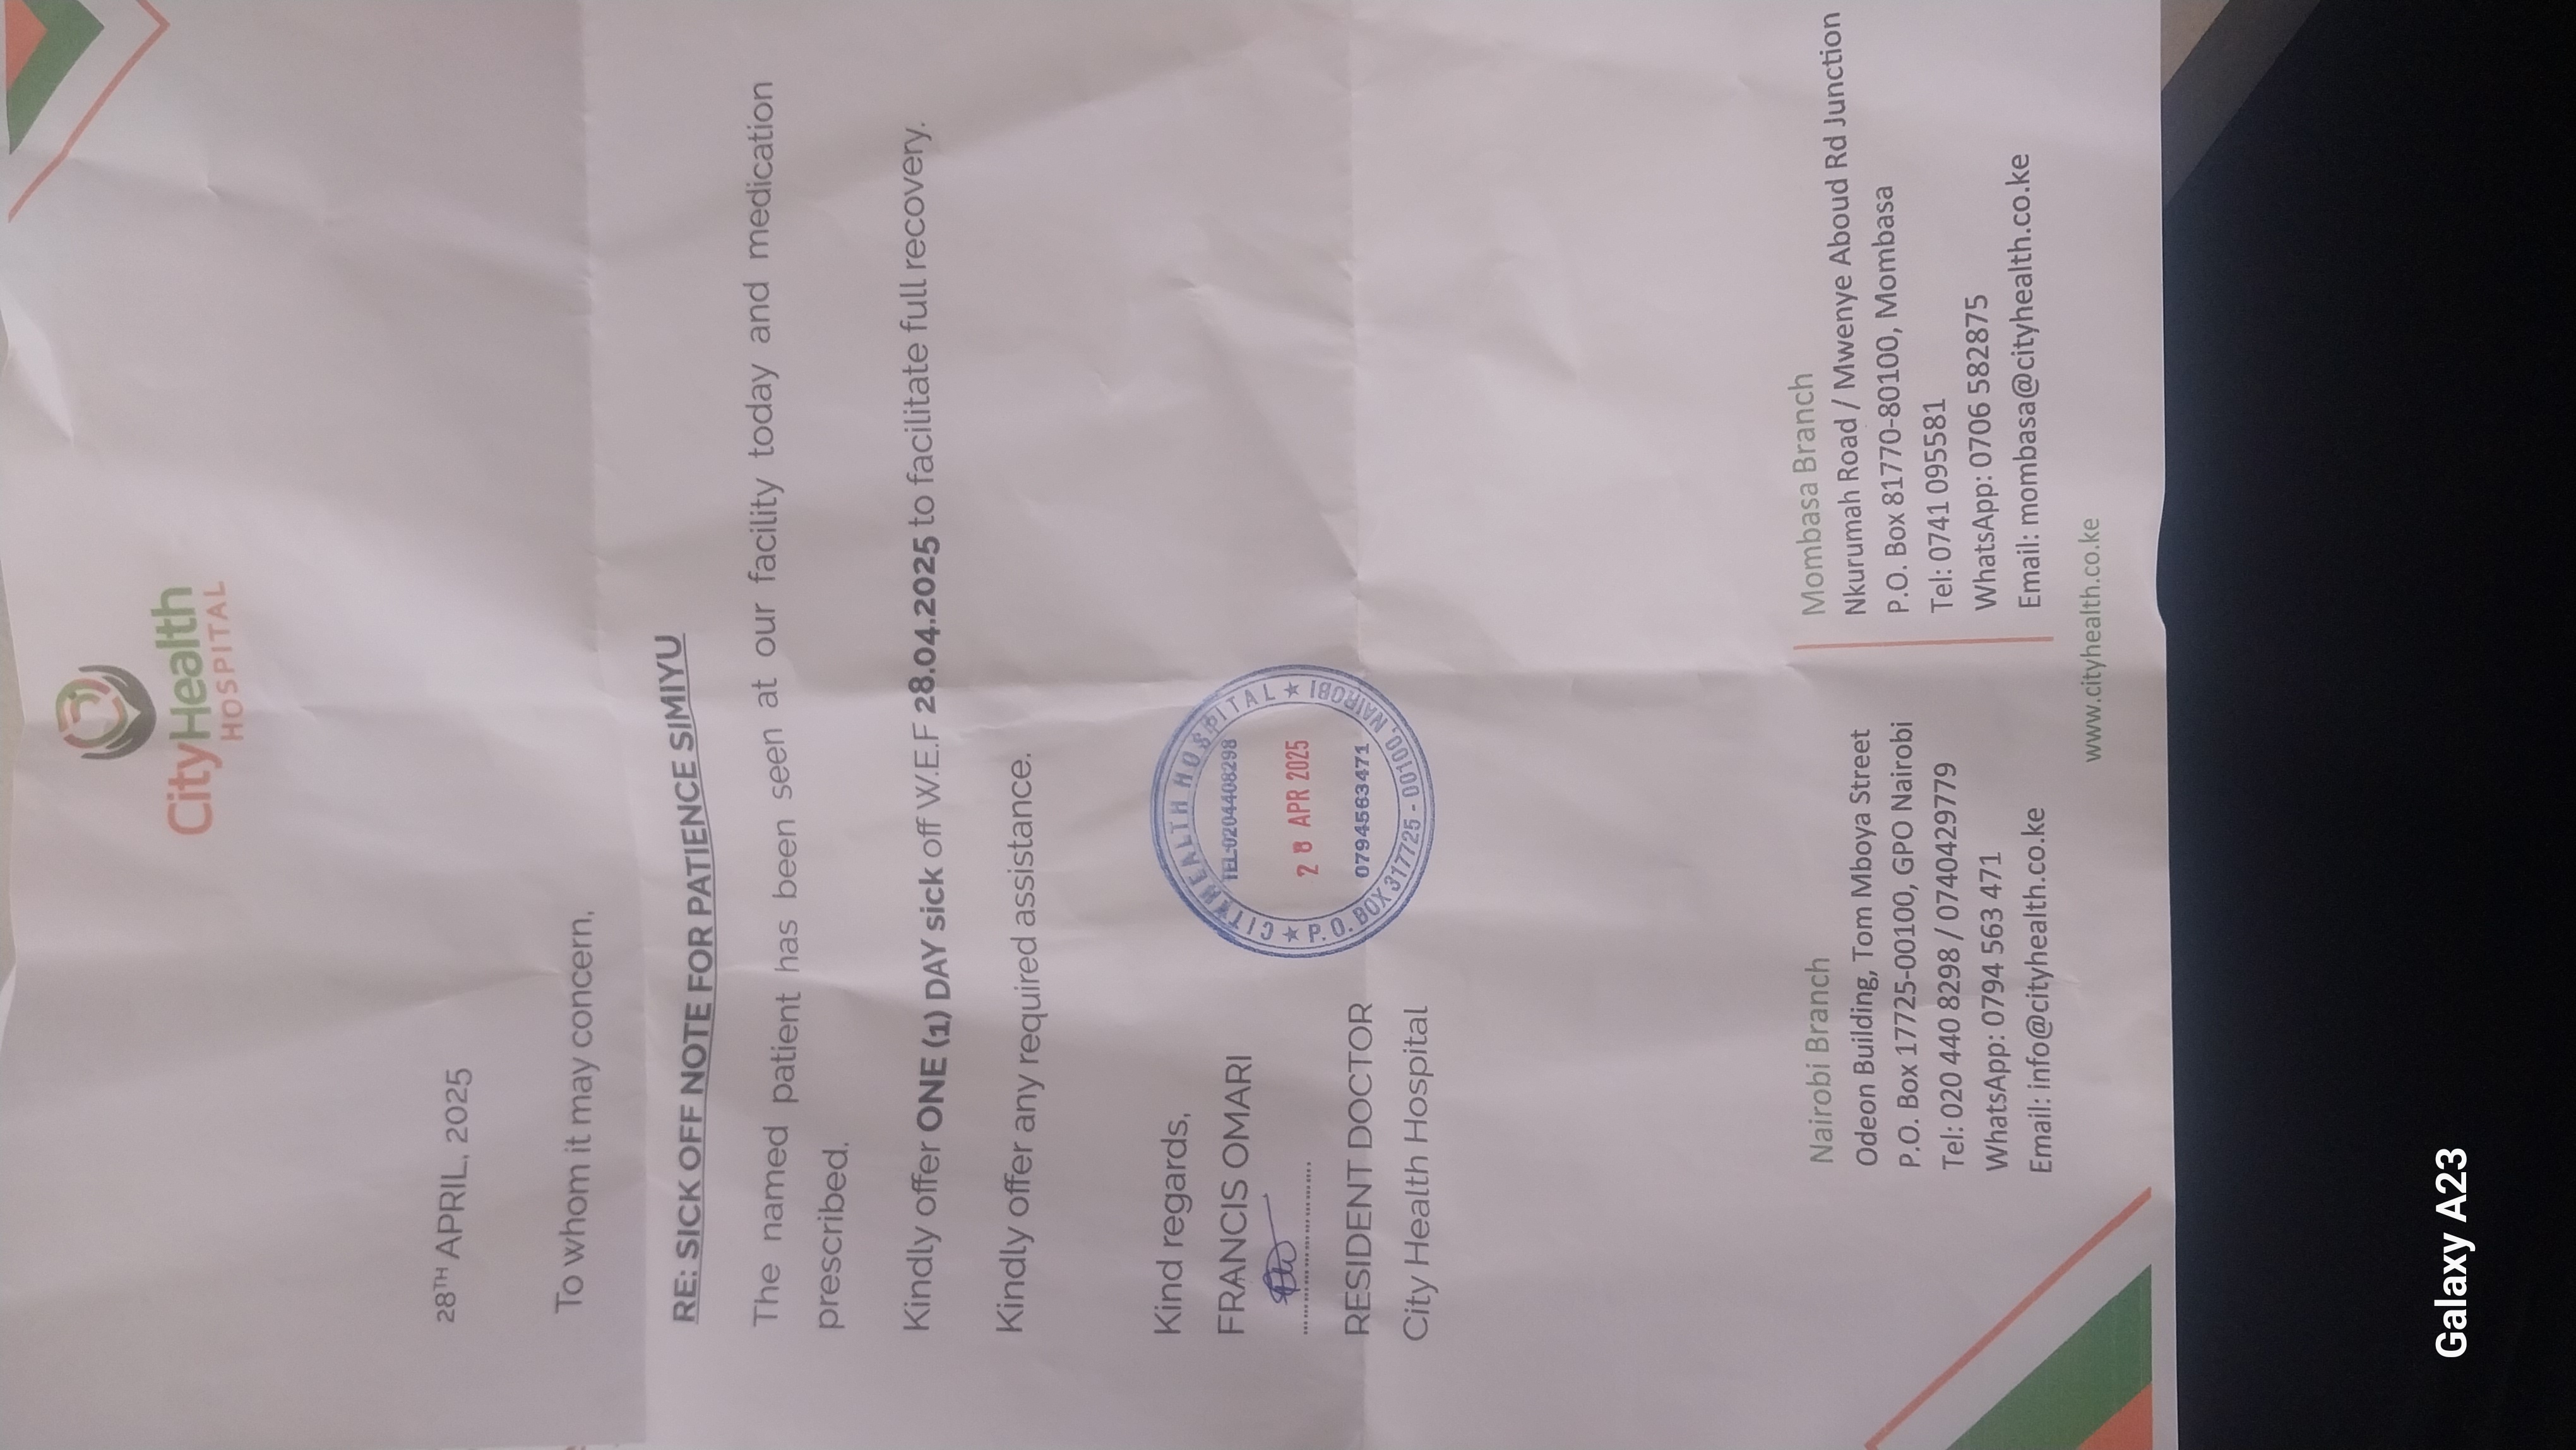 CityHealth
HOSPITAL
28TH APRIL, 2025
To whom it may concern,
RE: SICK OFF NOTE FOR PATIENCE SIMIYU
The named patient has been seen at our facility today and medication
prescribed.
Kindly offer ONE (1) DAY sick off W.E.F 28.04.2025 to facilitate full recovery.
Kindly offer any required assistance.
Kind regards,
FRANCIS OMARI
RESIDENT DOCTOR
City Health Hospital
★ CITYHEALTH HOSPITAL ★
TEL:0204408298
28 APR 2025
0794563471
P.O. BOX 317725 - 00100, NAIROBI
Nairobi Branch
Odeon Building, Tom Mboya Street
P.O. Box 17725-00100, GPO Nairobi
Tel: 020 440 8298 / 0740429779
WhatsApp: 0794 563 471
Email: info@cityhealth.co.ke
Mombasa Branch
Nkurumah Road / Mwenye Aboud Rd Junction
P.O. Box 81770-80100, Mombasa
Tel: 0741 095581
WhatsApp: 0706 582875
Email: mombasa@cityhealth.co.ke
www.cityhealth.co.ke
Galaxy A23